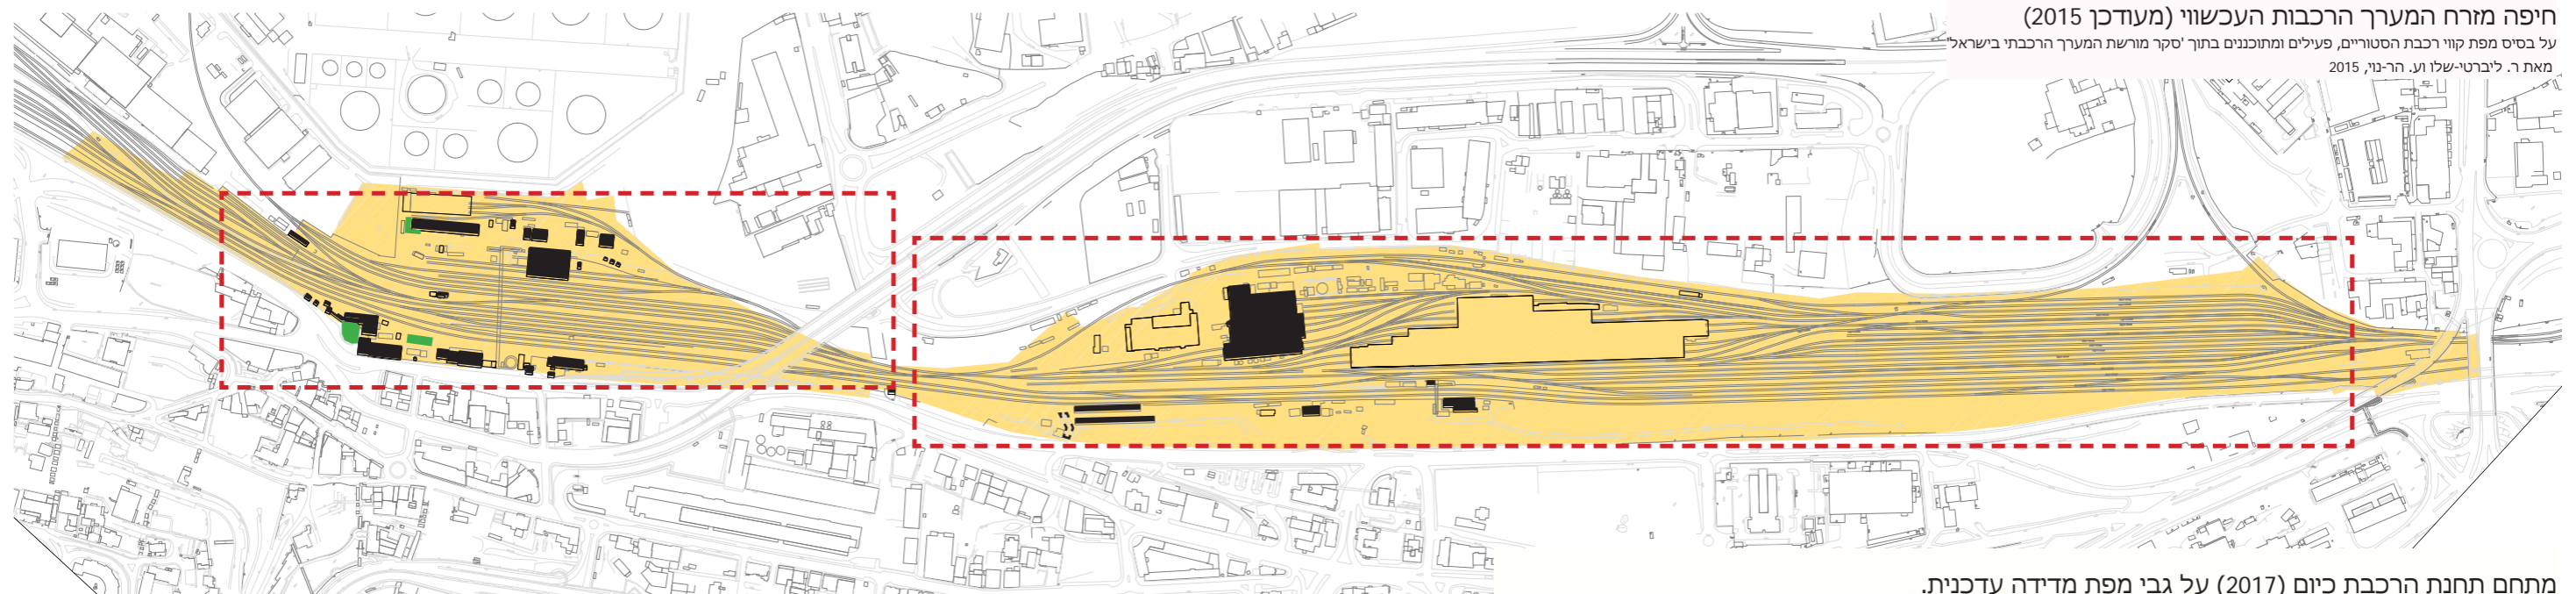 חיפה מזרח המערך הרכבות העכשווי (מעודכן 2015)
על בסיס מפת קווי רכבת הסטוריים, פעילים ומתוכננים בתוך 'סקר מורשת המערך הרכבתי בישראל'
מאת ר. ליברטי-שלו וע. הר-נוי, 2015
מתחם תחנת הרכבת כיום (2017) על גבי מפת מדידה עדכנית.